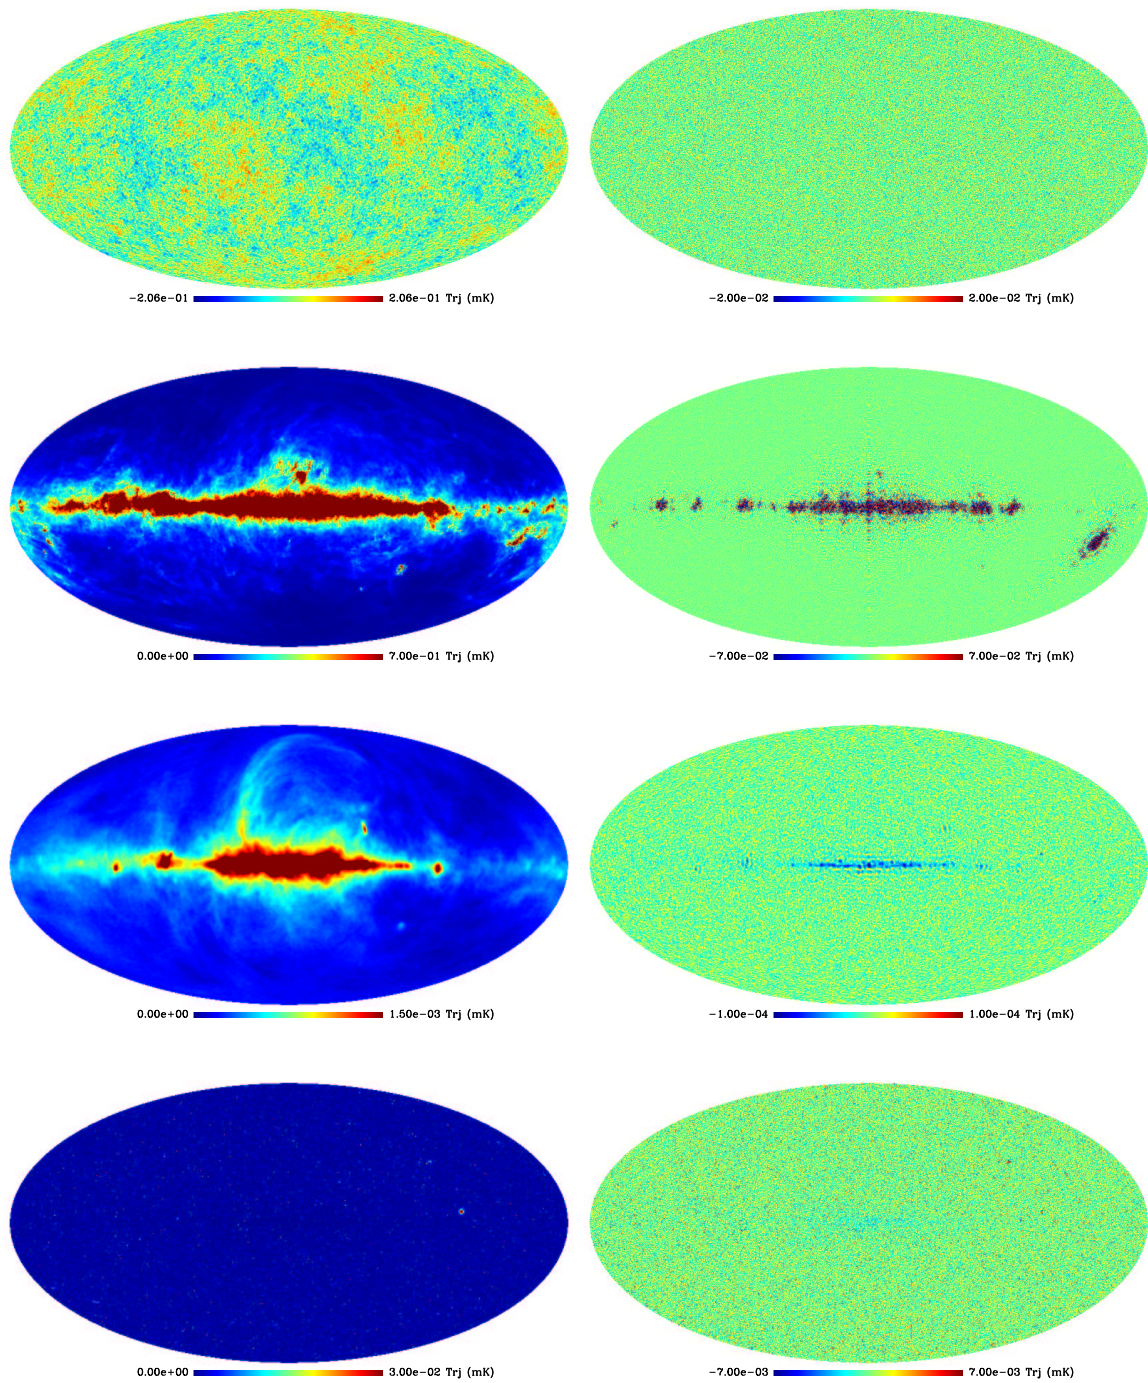 −2.06e−01 2.06e−01 Trj (mK)
−2.00e−02 2.00e−02 Trj (mK)
0.00e+00 7.00e−01 Trj (mK)
−7.00e−02 7.00e−02 Trj (mK)
0.00e+00 1.50e−03 Trj (mK)
−1.00e−04 1.00e−04 Trj (mK)
0.00e+00 3.00e−02 Trj (mK)
−7.00e−03 7.00e−03 Trj (mK)